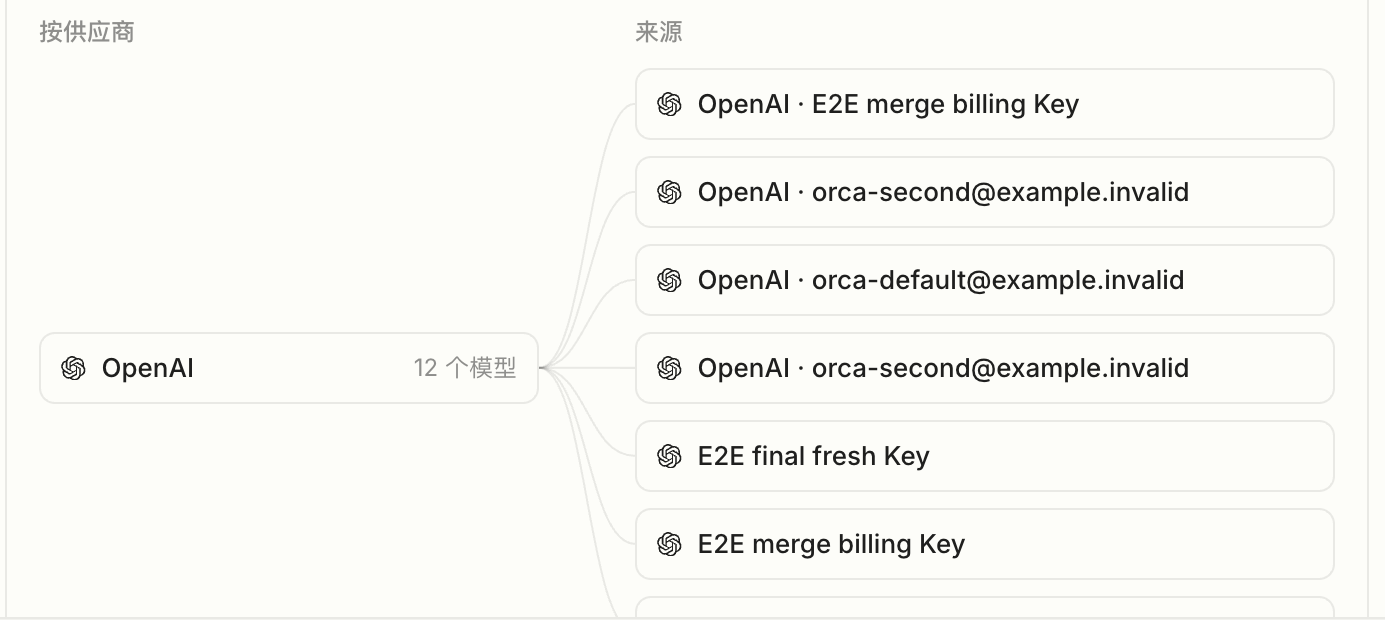 按供应商
来源
OpenAI · E2E merge billing Key
OpenAI · orca-second@example.invalid
OpenAI · orca-default@example.invalid
OpenAI 12 个模型
OpenAI · orca-second@example.invalid
E2E final fresh Key
E2E merge billing Key